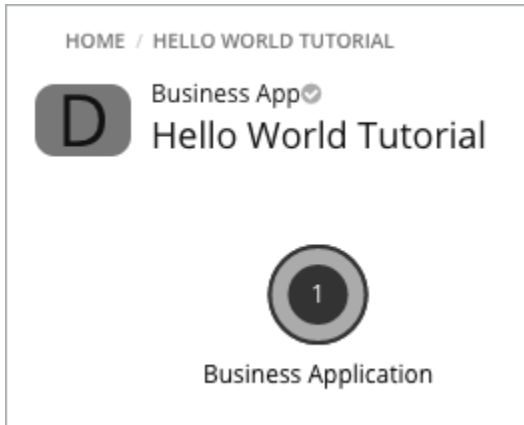 HOME / HELLO WORLD TUTORIAL
D
Business App
Hello World Tutorial
1
Business Application